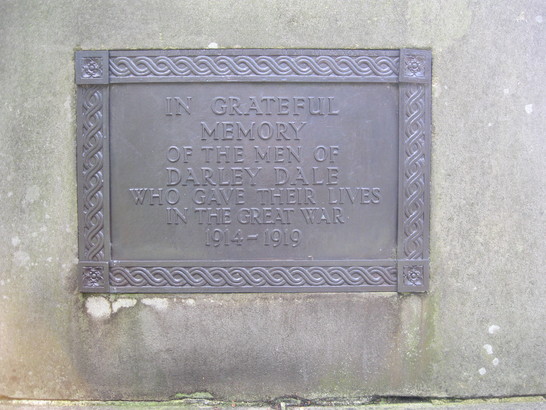 IN GRATEFUL
MEMORY
OF THE MEN OF
DARLEY DALE
WHO GAVE THEIR LIVES
IN THE GREAT WAR
1914-1919